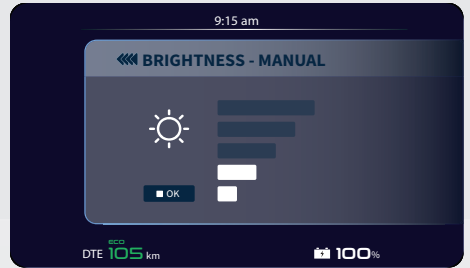 9:15 am
BRIGHTNESS - MANUAL
OK
ECO
DTE 105 km
100%